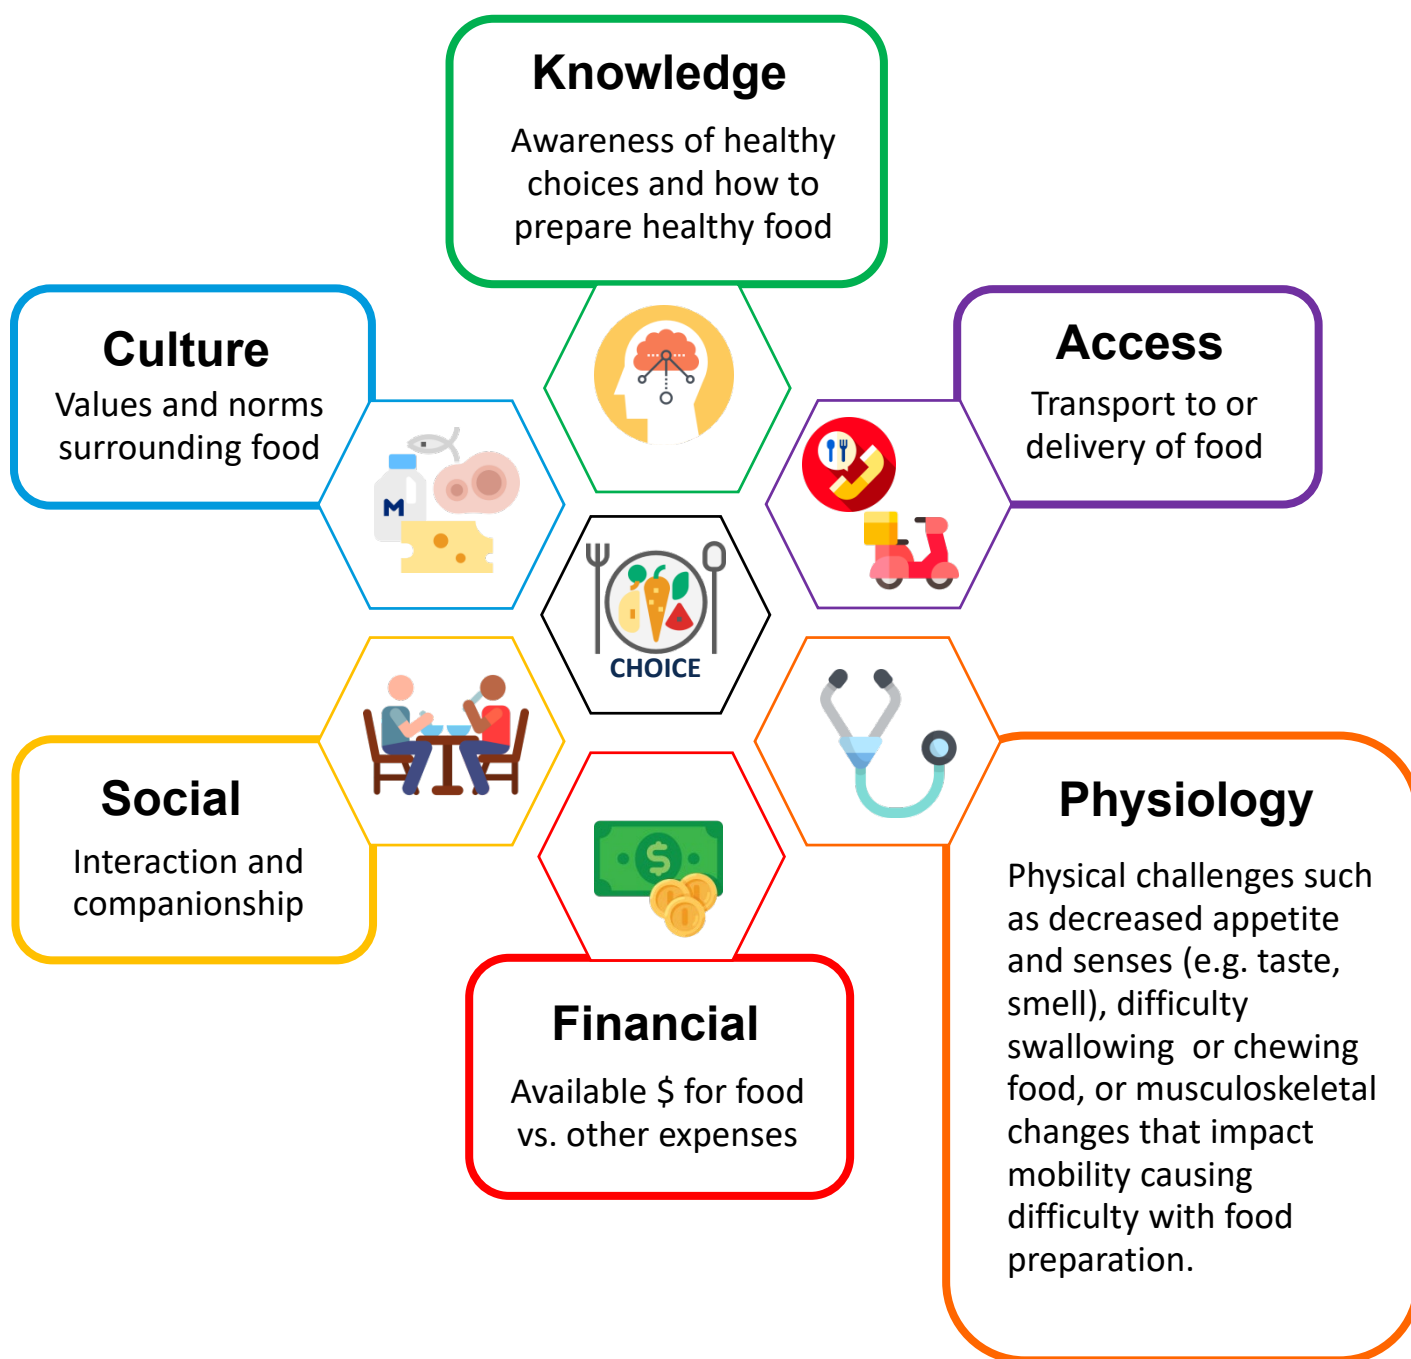 Knowledge
Awareness of healthy
choices and how to
prepare healthy food
Culture
Values and norms
surrounding food
Access
Transport to or
delivery of food
M
CHOICE
Social
Interaction and
companionship
$
Financial
Available $ for food
vs. other expenses
Physiology
Physical challenges such
as decreased appetite
and senses (e.g. taste,
smell), difficulty
swallowing  or chewing
food, or musculoskeletal
changes that impact
mobility causing
difficulty with food
preparation.